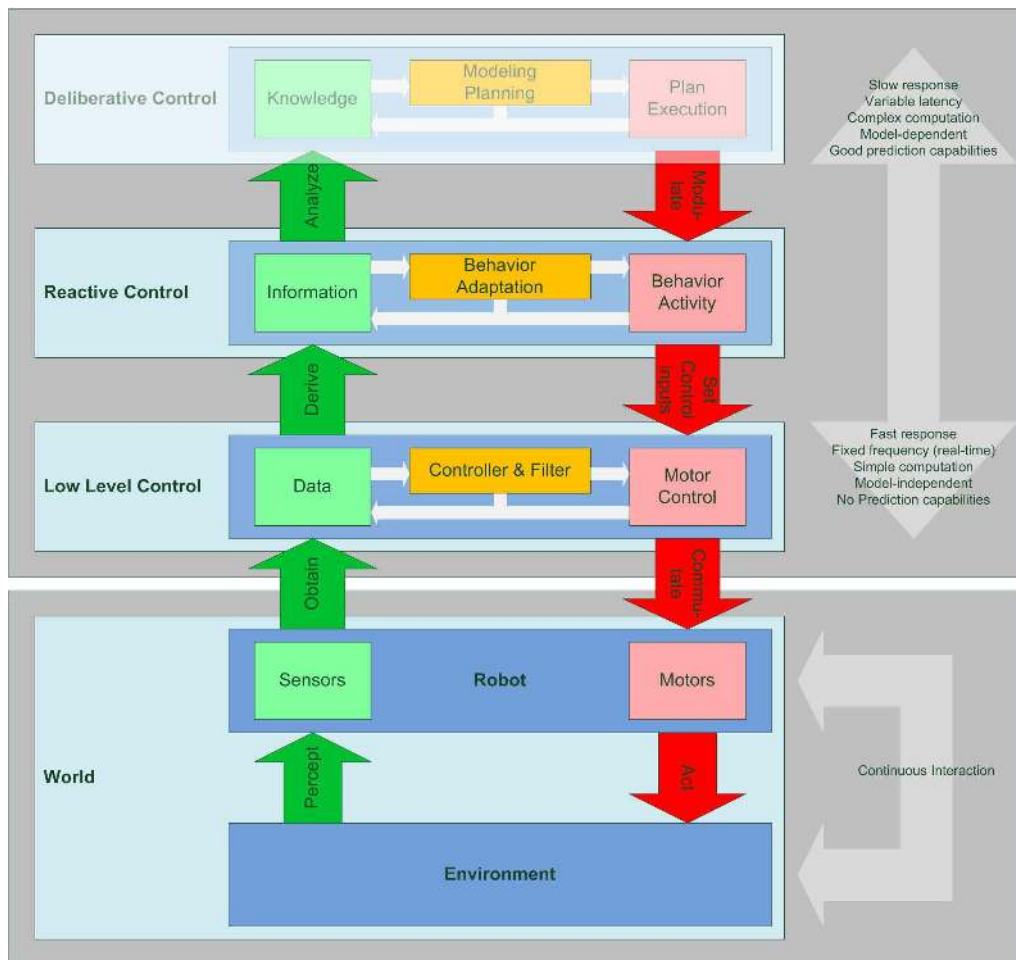 Deliberative Control
Knowledge
Modeling
Planning
Plan
Execution
Slow response
Variable latency
Complex computation
Model-dependent
Good prediction capabilities
Analyze
Modu-
late
Reactive Control
Information
Behavior
Adaptation
Behavior
Activity
Derive
Set
Control
inputs
Low Level Control
Data
Controller & Filter
Motor
Control
Fast response
Fixed frequency (real-time)
Simple computation
Model-independent
No Prediction capabilities
Obtain
Commu-
tate
World
Sensors
Robot
Motors
Percept
Act
Continuous Interaction
Environment